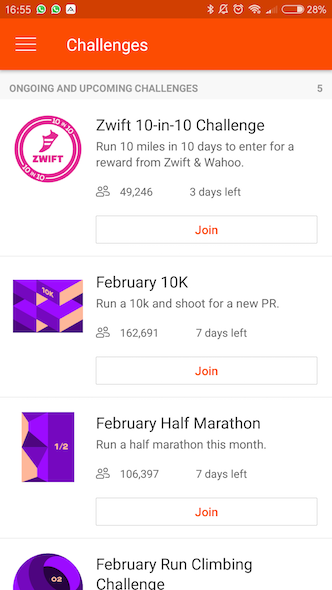 16:55 28%
Challenges
ONGOING AND UPCOMING CHALLENGES 5
10 IN 10
ZWIFT
10 IN 10
Zwift 10-in-10 Challenge
Run 10 miles in 10 days to enter for a
reward from Zwift & Wahoo.
49,246 3 days left
Join
10K
February 10K
Run a 10k and shoot for a new PR.
162,691 7 days left
Join
1/2
February Half Marathon
Run a half marathon this month.
106,397 7 days left
Join
02
February Run Climbing
Challenge